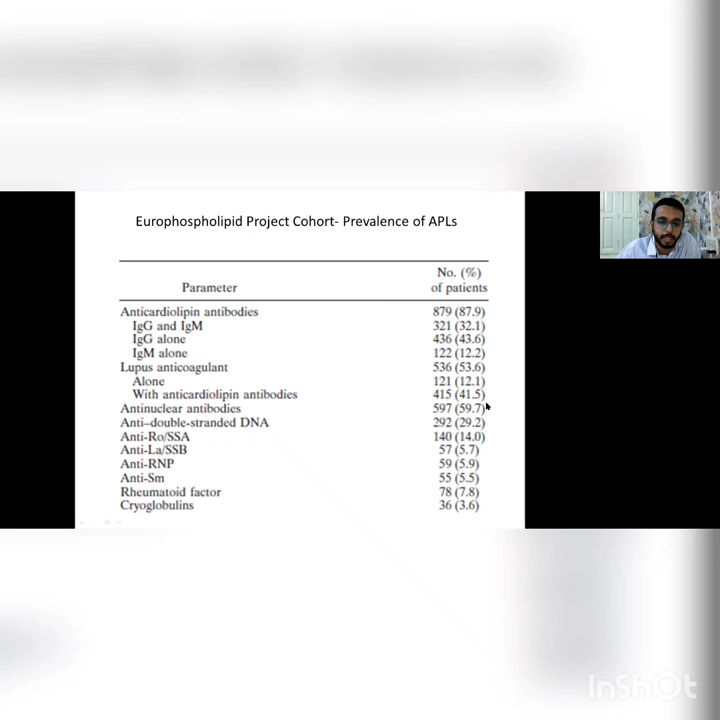 Europhospholipid Project Cohort- Prevalence of APLs
No. (%)
Parameter of patients
Anticardiolipin antibodies 879 (87.9)
IgG and IgM 321 (32.1)
IgG alone 436 (43.6)
IgM alone 122 (12.2)
Lupus anticoagulant 536 (53.6)
Alone 121 (12.1)
With anticardiolipin antibodies 415 (41.5)
Antinuclear antibodies 597 (59.7)
Anti–double-stranded DNA 292 (29.2)
Anti-Ro/SSA 140 (14.0)
Anti-La/SSB 57 (5.7)
Anti-RNP 59 (5.9)
Anti-Sm 55 (5.5)
Rheumatoid factor 78 (7.8)
Cryoglobulins 36 (3.6)
InShOt